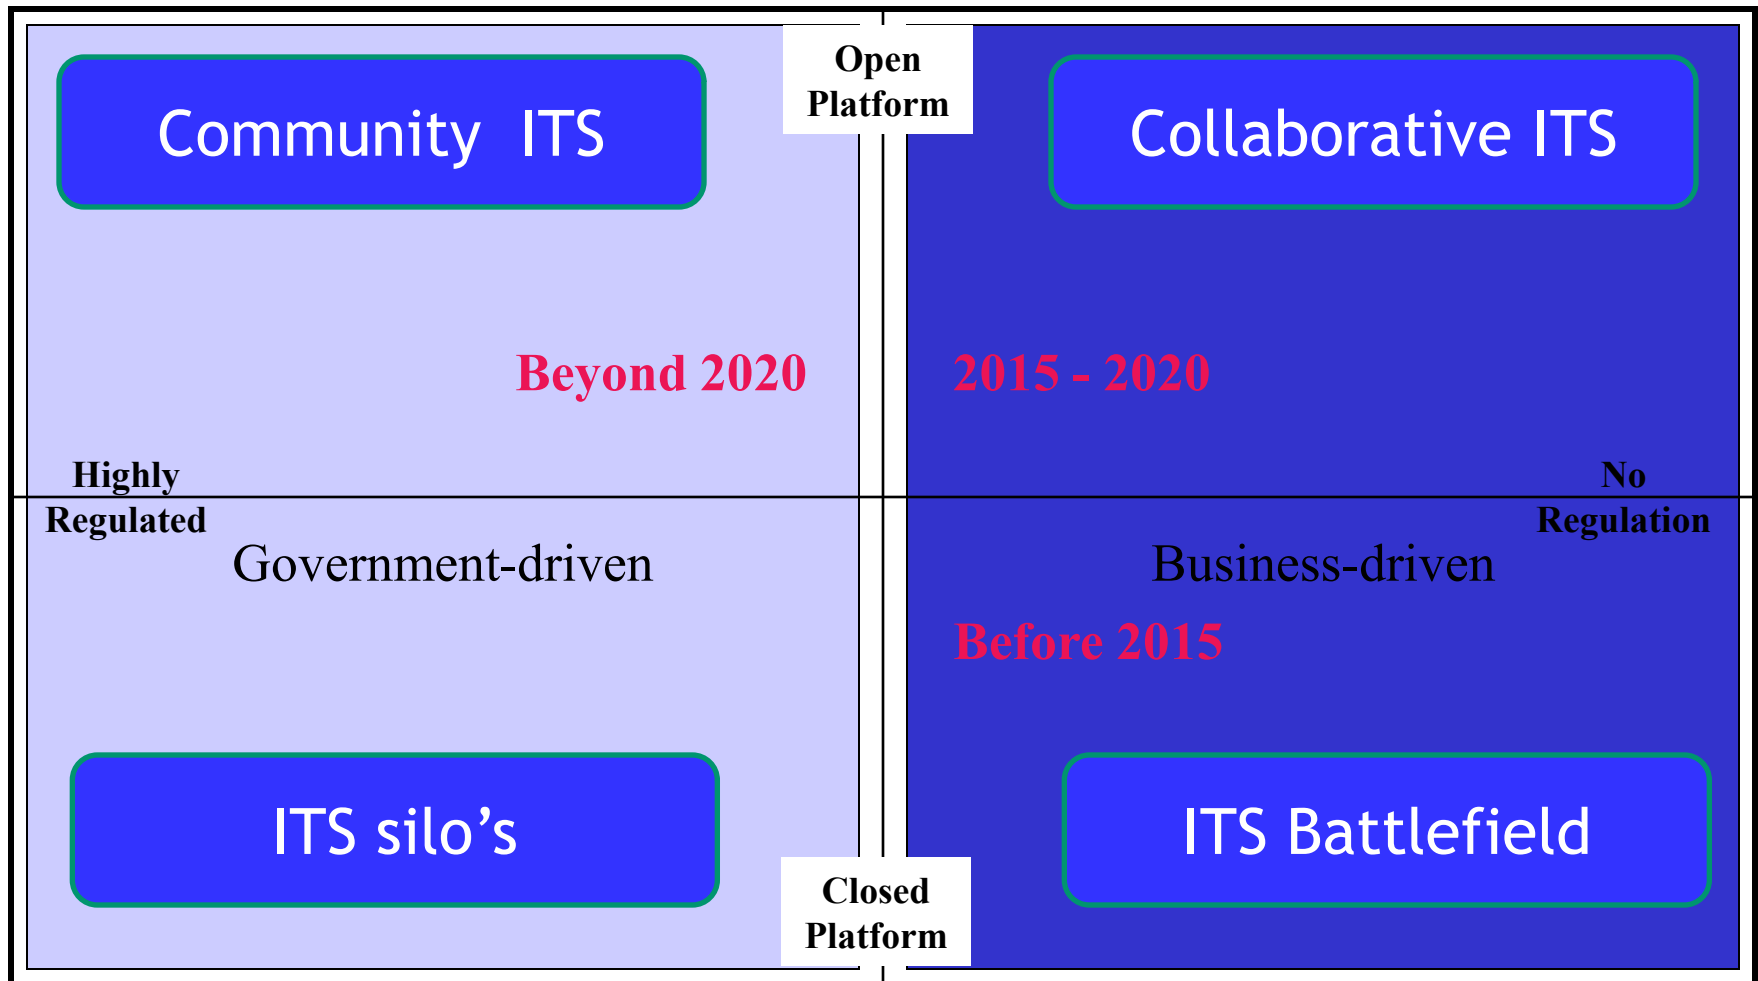 Open
Platform
Community ITS
Collaborative ITS
Beyond 2020
2015 - 2020
Highly
Regulated
No
Regulation
Government-driven
Business-driven
Before 2015
ITS silo’s
ITS Battlefield
Closed
Platform